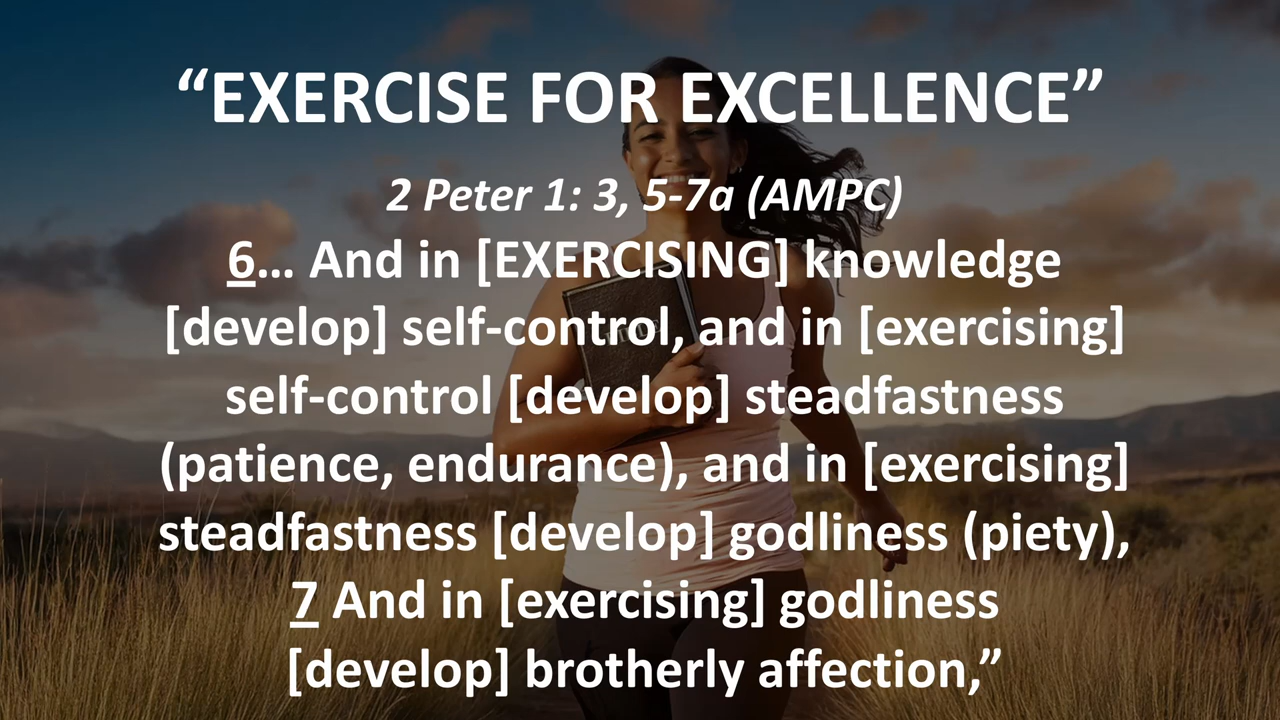 “EXERCISE FOR EXCELLENCE”
2 Peter 1: 3, 5-7a (AMPC)
6... And in [EXERCISING] knowledge
[develop] self-control, and in [exercising]
self-control [develop] steadfastness
(patience, endurance), and in [exercising]
steadfastness [develop] godliness (piety),
7 And in [exercising] godliness
[develop] brotherly affection,”